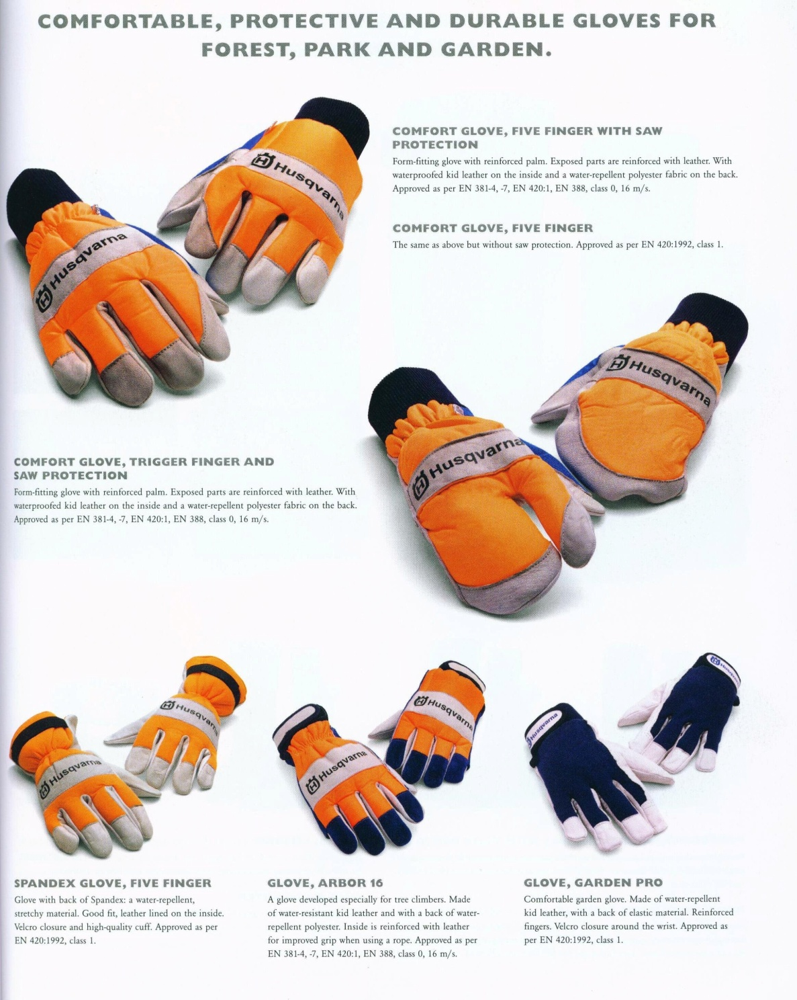 COMFORTABLE, PROTECTIVE AND DURABLE GLOVES FOR
FOREST, PARK AND GARDEN.
COMFORT GLOVE, FIVE FINGER WITH SAW
PROTECTION
Form-fitting glove with reinforced palm. Exposed parts are reinforced with leather. With
waterproofed kid leather on the inside and a water-repellent polyester fabric on the back.
Approved as per EN 381-4, -7, EN 420:1, EN 388, class 0, 16 m/s.
Husqvarna
Husqvarna
COMFORT GLOVE, FIVE FINGER
The same as above but without saw protection. Approved as per EN 420:1992, class 1.
Husqvarna
Husqvarna
COMFORT GLOVE, TRIGGER FINGER AND
SAW PROTECTION
Form-fitting glove with reinforced palm. Exposed parts are reinforced with leather. With
waterproofed kid leather on the inside and a water-repellent polyester fabric on the back.
Approved as per EN 381-4, -7, EN 420:1, EN 388, class 0, 16 m/s.
Husqvarna
Husqvarna
Husqvarna
Husqvarna
Husqvarna
Husqvarna
SPANDEX GLOVE, FIVE FINGER
Glove with back of Spandex: a water-repellent,
stretchy material. Good fit, leather lined on the inside.
Velcro closure and high-quality cuff. Approved as per
EN 420:1992, class 1.
GLOVE, ARBOR 16
A glove developed especially for tree climbers. Made
of water-resistant kid leather and with a back of water-
repellent polyester. Inside is reinforced with leather
for improved grip when using a rope. Approved as per
EN 381-4, -7, EN 420:1, EN 388, class 0, 16 m/s.
GLOVE, GARDEN PRO
Comfortable garden glove. Made of water-repellent
kid leather, with a back of elastic material. Reinforced
fingers. Velcro closure around the wrist. Approved as
per EN 420:1992, class 1.